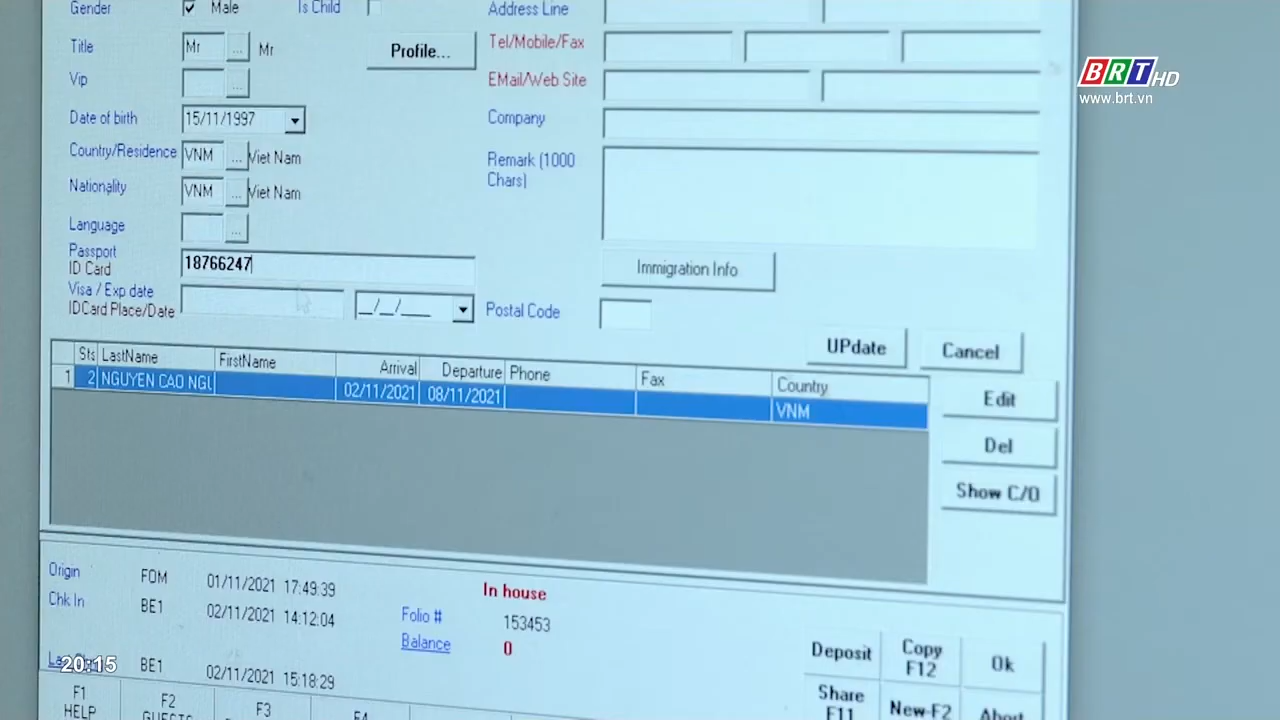 Gender Male Is Child Address Line
Title Mr ... Mr Profile... Tel/Mobile/Fax
Vip ... EMail/Web Site
Date of birth 15/11/1997 Company
Country/Residence VNM ... Viet Nam Remark (1000 Chars)
Nationality VNM ... Viet Nam
Language ...
Passport
ID Card 18766247 Immigration Info
Visa / Exp date
IDCard Place/Date __/__/____ Postal Code
UPdate Cancel
Sts LastName FirstName Arrival Departure Phone Fax Country
1 2 NGUYEN CAO 02/11/2021 08/11/2021 VNM
Edit
Del
Show C/O
Origin FOM 01/11/2021 17:49:39 In house
Chk In BE1 02/11/2021 14:12:04 Folio # 153453
Balance 0
BE1 02/11/2021 15:18:29
Deposit Copy F12 Ok
Share F11 New-F2
F1 HELP F2 F3
BRT HD
www.brt.vn
20:15